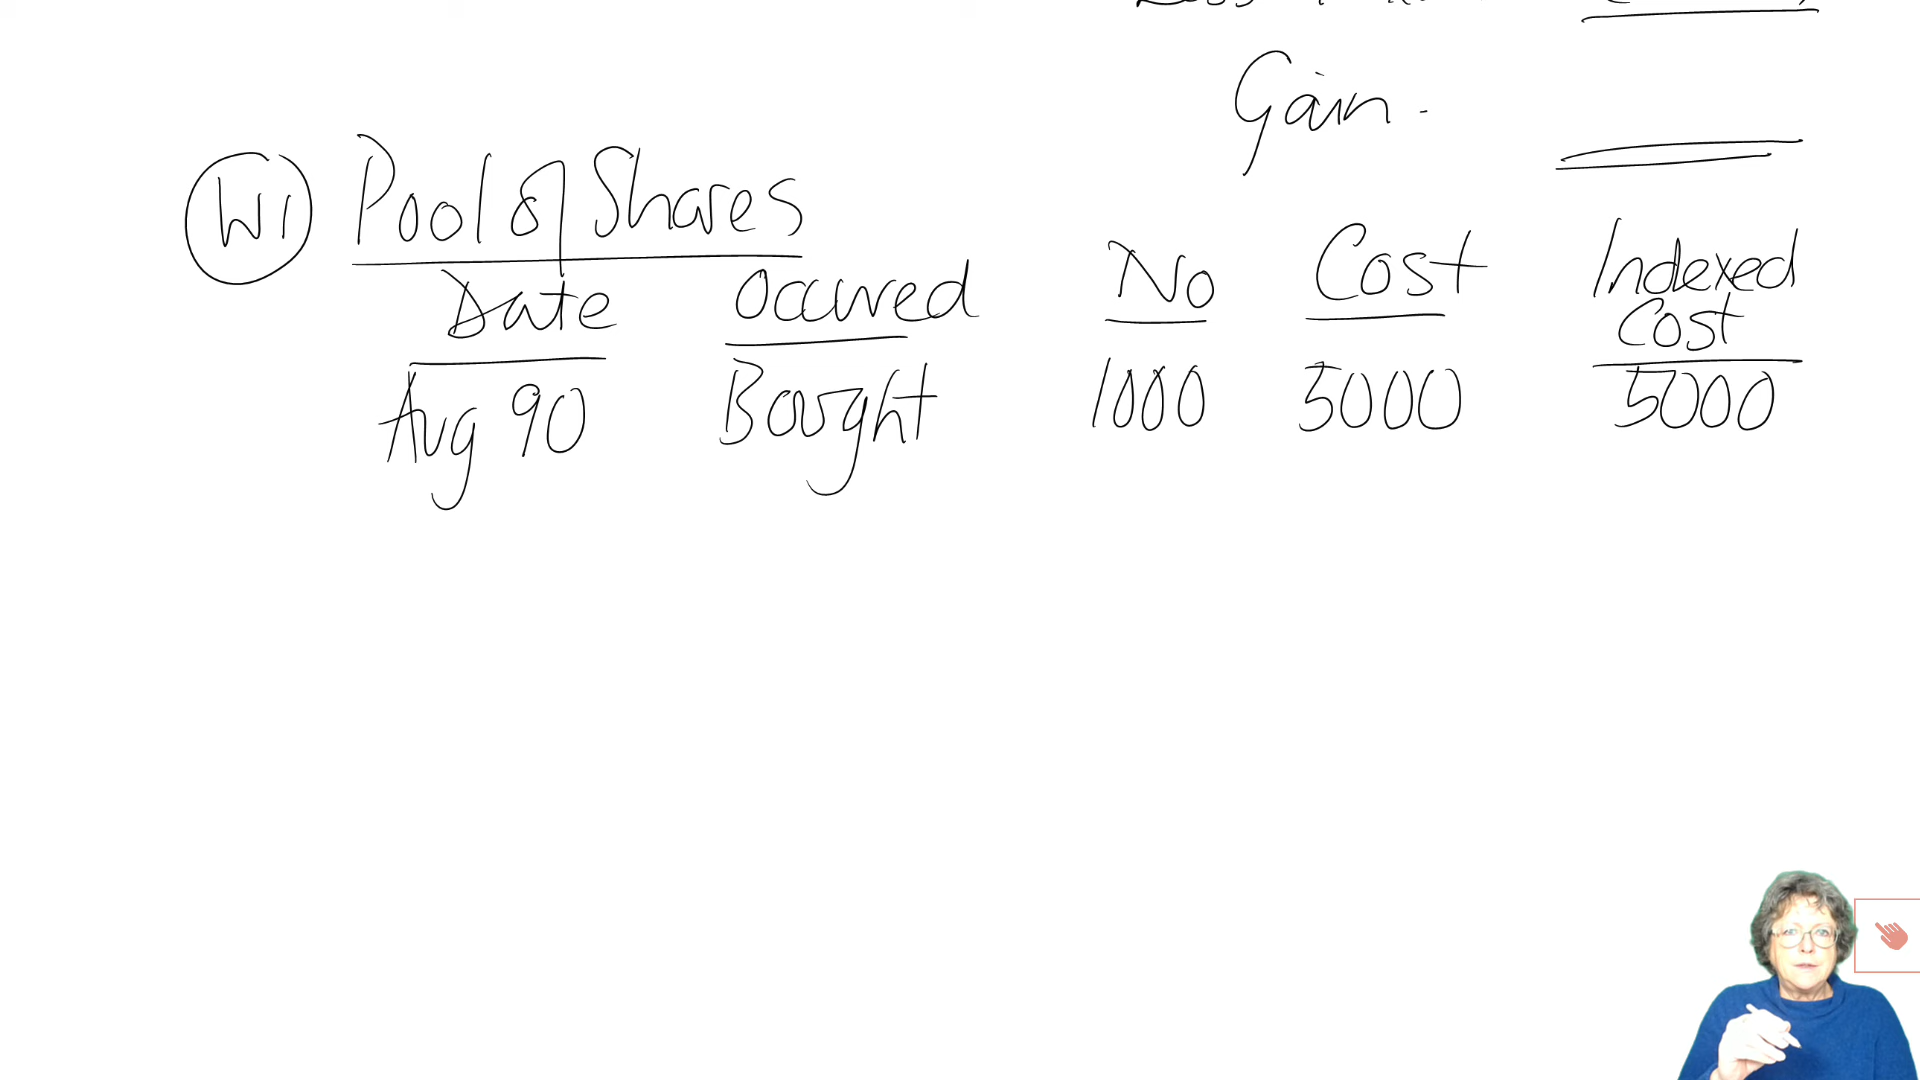 Gain.
W1 Pool of Shares
Date Occured No Cost Indexed Cost
Aug 90 Bought 1000 5000 5000